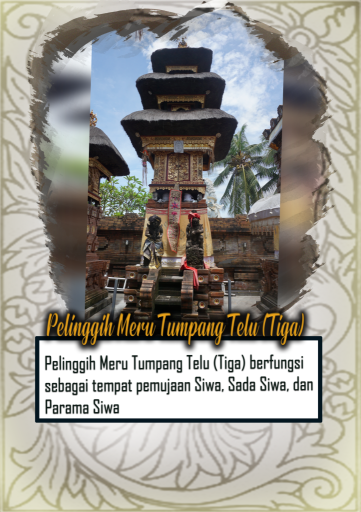 Pelinggih Meru Tumpang Telu (Tiga)
Pelinggih Meru Tumpang Telu (Tiga) berfungsi
sebagai tempat pemujaan Siwa, Sada Siwa, dan
Parama Siwa